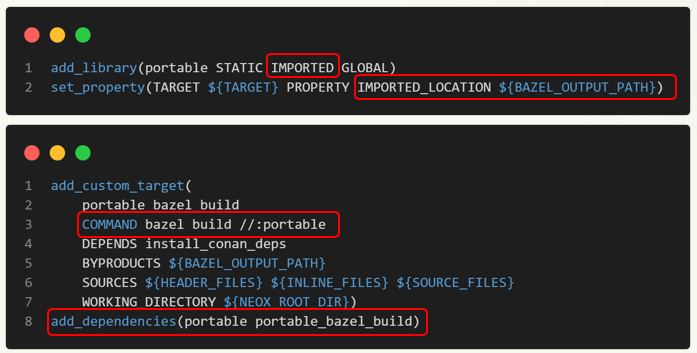 1 add_library(portable STATIC IMPORTED GLOBAL)
2 set_property(TARGET ${TARGET} PROPERTY IMPORTED_LOCATION ${BAZEL_OUTPUT_PATH})
1 add_custom_target(
2 portable_bazel_build
3 COMMAND bazel build //:portable
4 DEPENDS install_conan_deps
5 BYPRODUCTS ${BAZEL_OUTPUT_PATH}
6 SOURCES ${HEADER_FILES} ${INLINE_FILES} ${SOURCE_FILES}
7 WORKING_DIRECTORY ${NEOX_ROOT_DIR})
8 add_dependencies(portable portable_bazel_build)